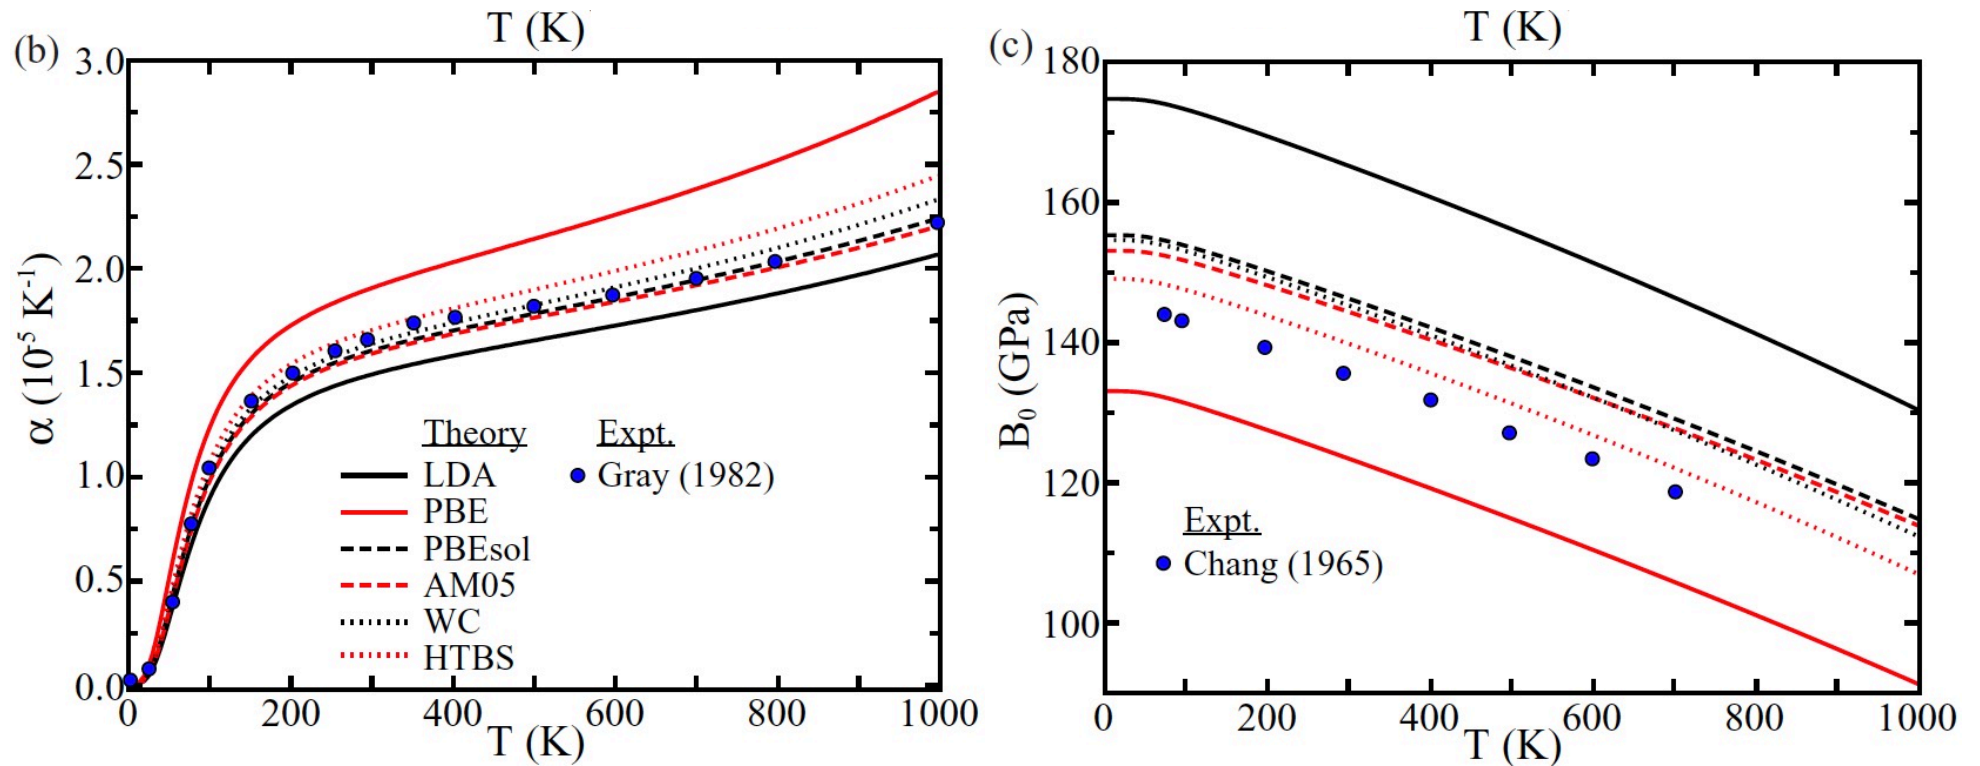 (b)
T (K)
3.0
2.5
2.0
1.5
1.0
0.5
0.0
α (10⁻⁵ K⁻¹)
Theory
LDA
PBE
PBEsol
AM05
WC
HTBS
Expt.
Gray (1982)
0 200 400 600 800 1000
T (K)
(c)
T (K)
180
160
140
120
100
B₀ (GPa)
Expt.
Chang (1965)
0 200 400 600 800 1000
T (K)